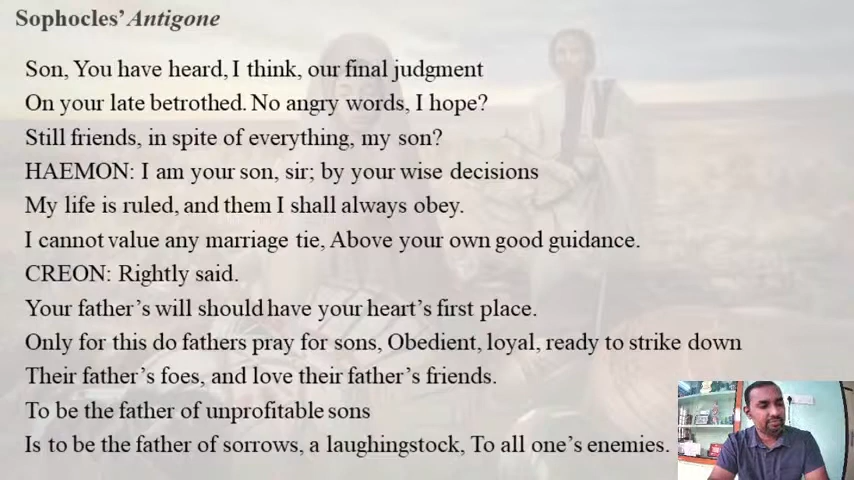 Sophocles’ Antigone
Son, You have heard, I think, our final judgment
On your late betrothed. No angry words, I hope?
Still friends, in spite of everything, my son?
HAEMON: I am your son, sir; by your wise decisions
My life is ruled, and them I shall always obey.
I cannot value any marriage tie, Above your own good guidance.
CREON: Rightly said.
Your father’s will should have your heart’s first place.
Only for this do fathers pray for sons, Obedient, loyal, ready to strike down
Their father’s foes, and love their father’s friends.
To be the father of unprofitable sons
Is to be the father of sorrows, a laughingstock, To all one’s enemies.